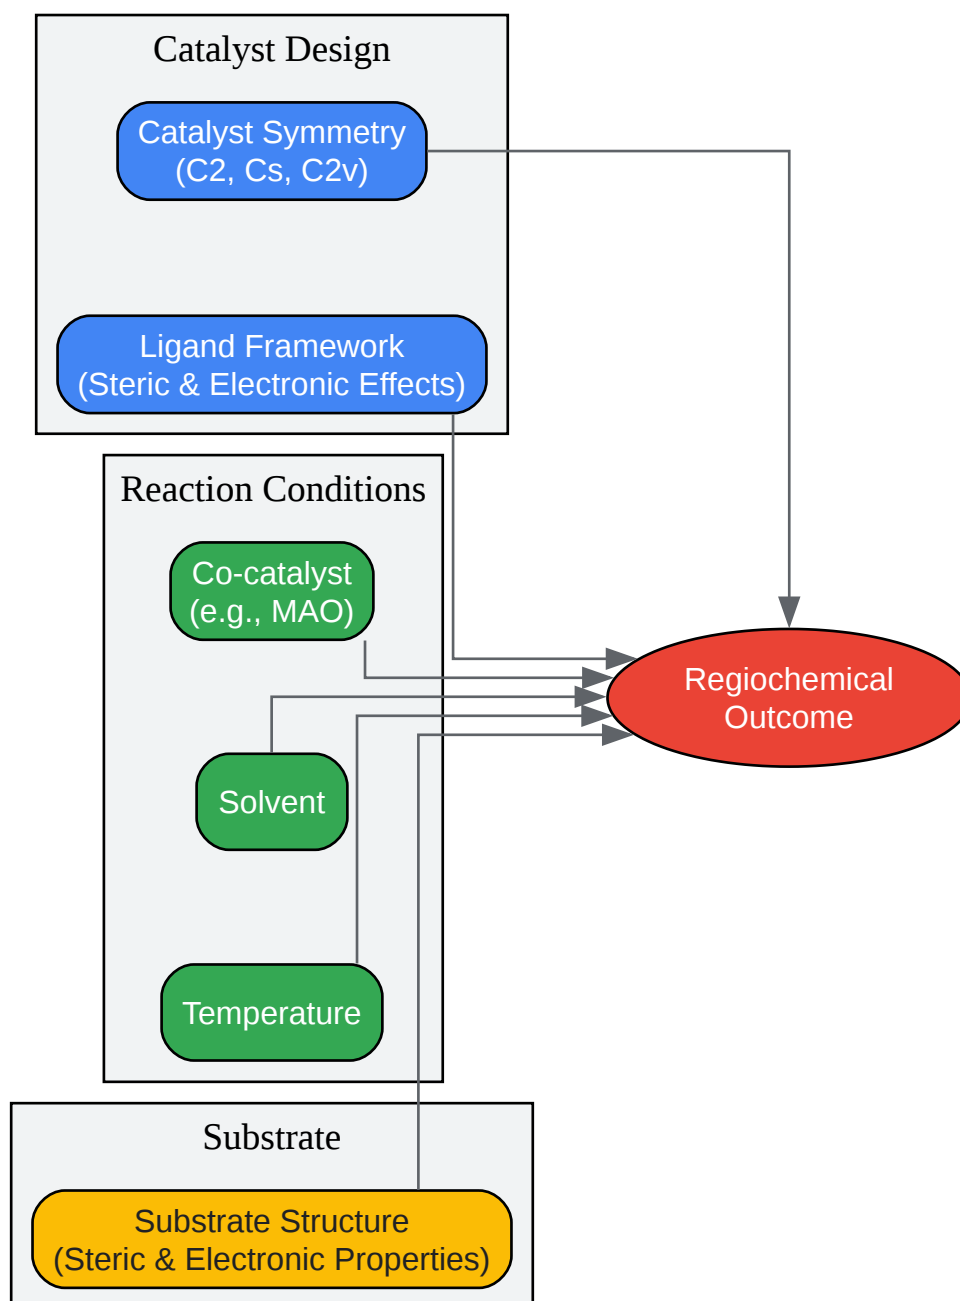 Catalyst Design
Catalyst Symmetry
(C2, Cs, C2v)
Ligand Framework
(Steric & Electronic Effects)
Reaction Conditions
Co-catalyst
(e.g., MAO)
Regiochemical
Outcome
Solvent
Temperature
Substrate
Substrate Structure
(Steric & Electronic Properties)